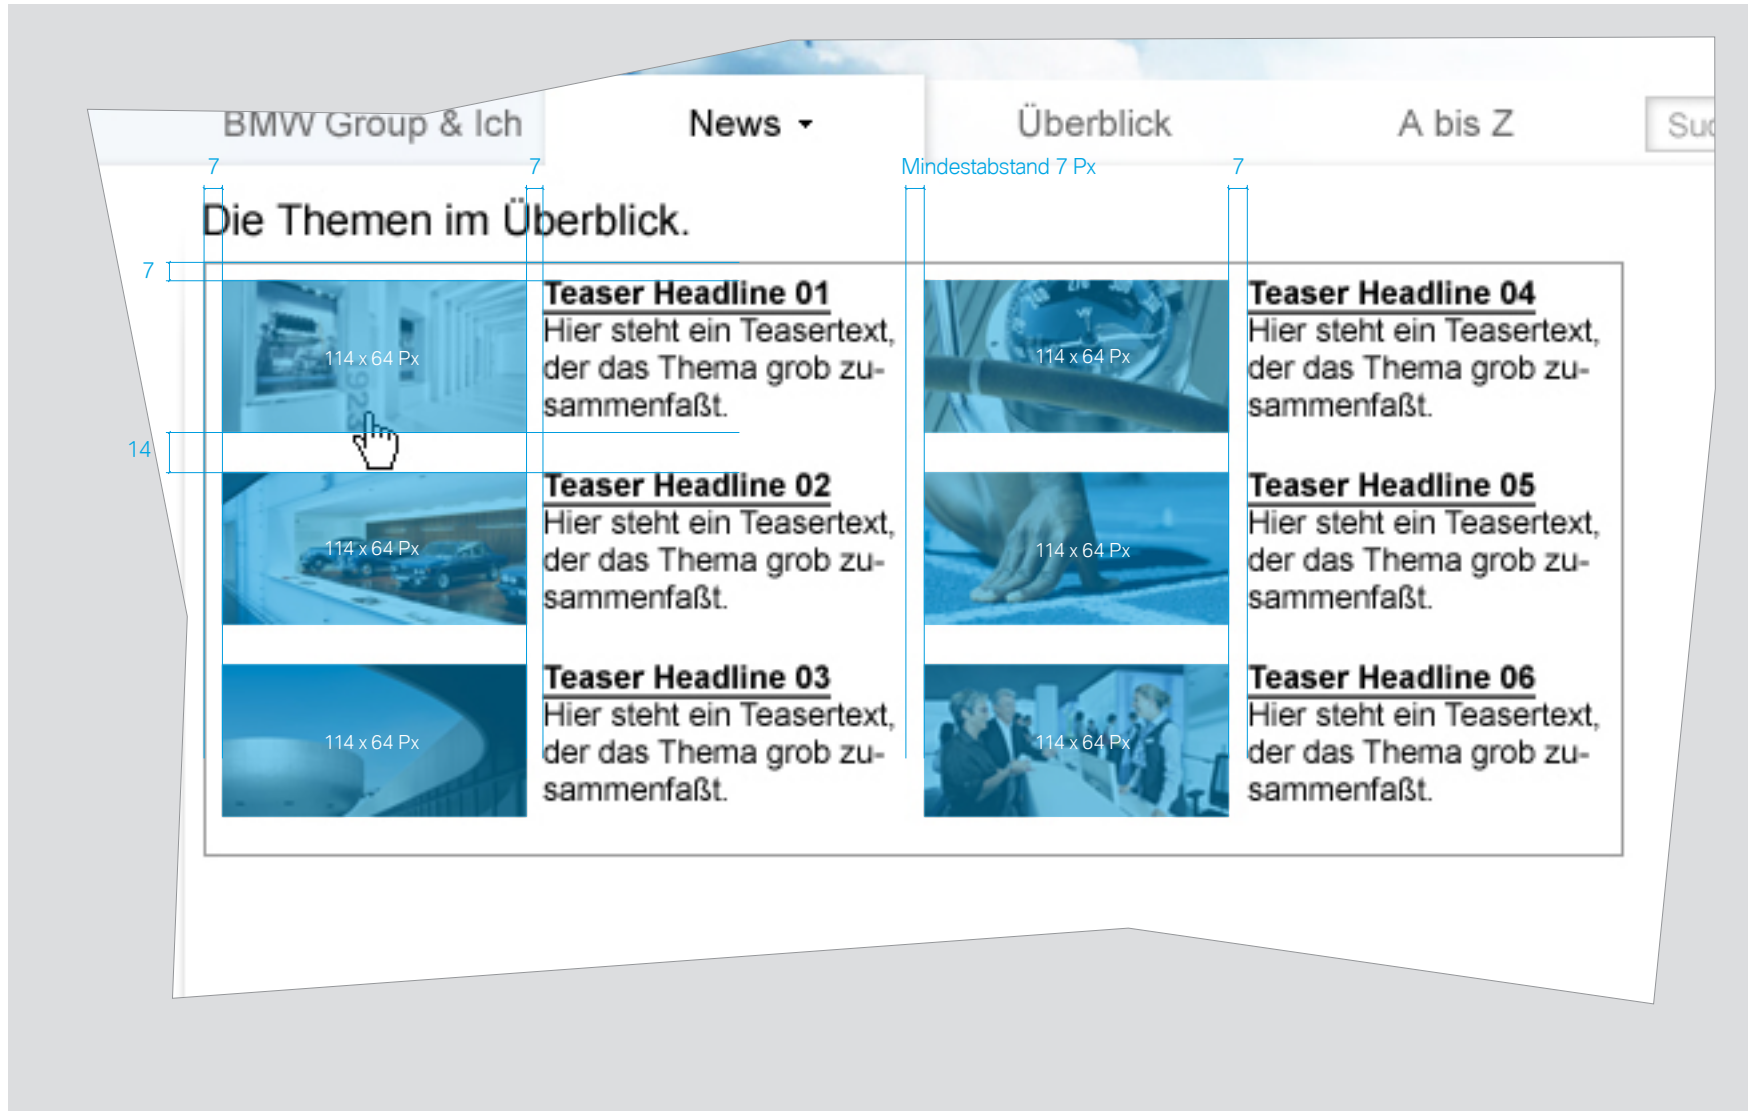 BMW Group & Ich
News
Überblick
A bis Z
7
7
Mindestabstand 7 Px
7
Die Themen im Überblick.
7
14
114 x 64 Px
Teaser Headline 01
Hier steht ein Teasertext,
der das Thema grob zu-
sammenfaßt.
114 x 64 Px
Teaser Headline 04
Hier steht ein Teasertext,
der das Thema grob zu-
sammenfaßt.
114 x 64 Px
Teaser Headline 02
Hier steht ein Teasertext,
der das Thema grob zu-
sammenfaßt.
114 x 64 Px
Teaser Headline 05
Hier steht ein Teasertext,
der das Thema grob zu-
sammenfaßt.
114 x 64 Px
Teaser Headline 03
Hier steht ein Teasertext,
der das Thema grob zu-
sammenfaßt.
114 x 64 Px
Teaser Headline 06
Hier steht ein Teasertext,
der das Thema grob zu-
sammenfaßt.